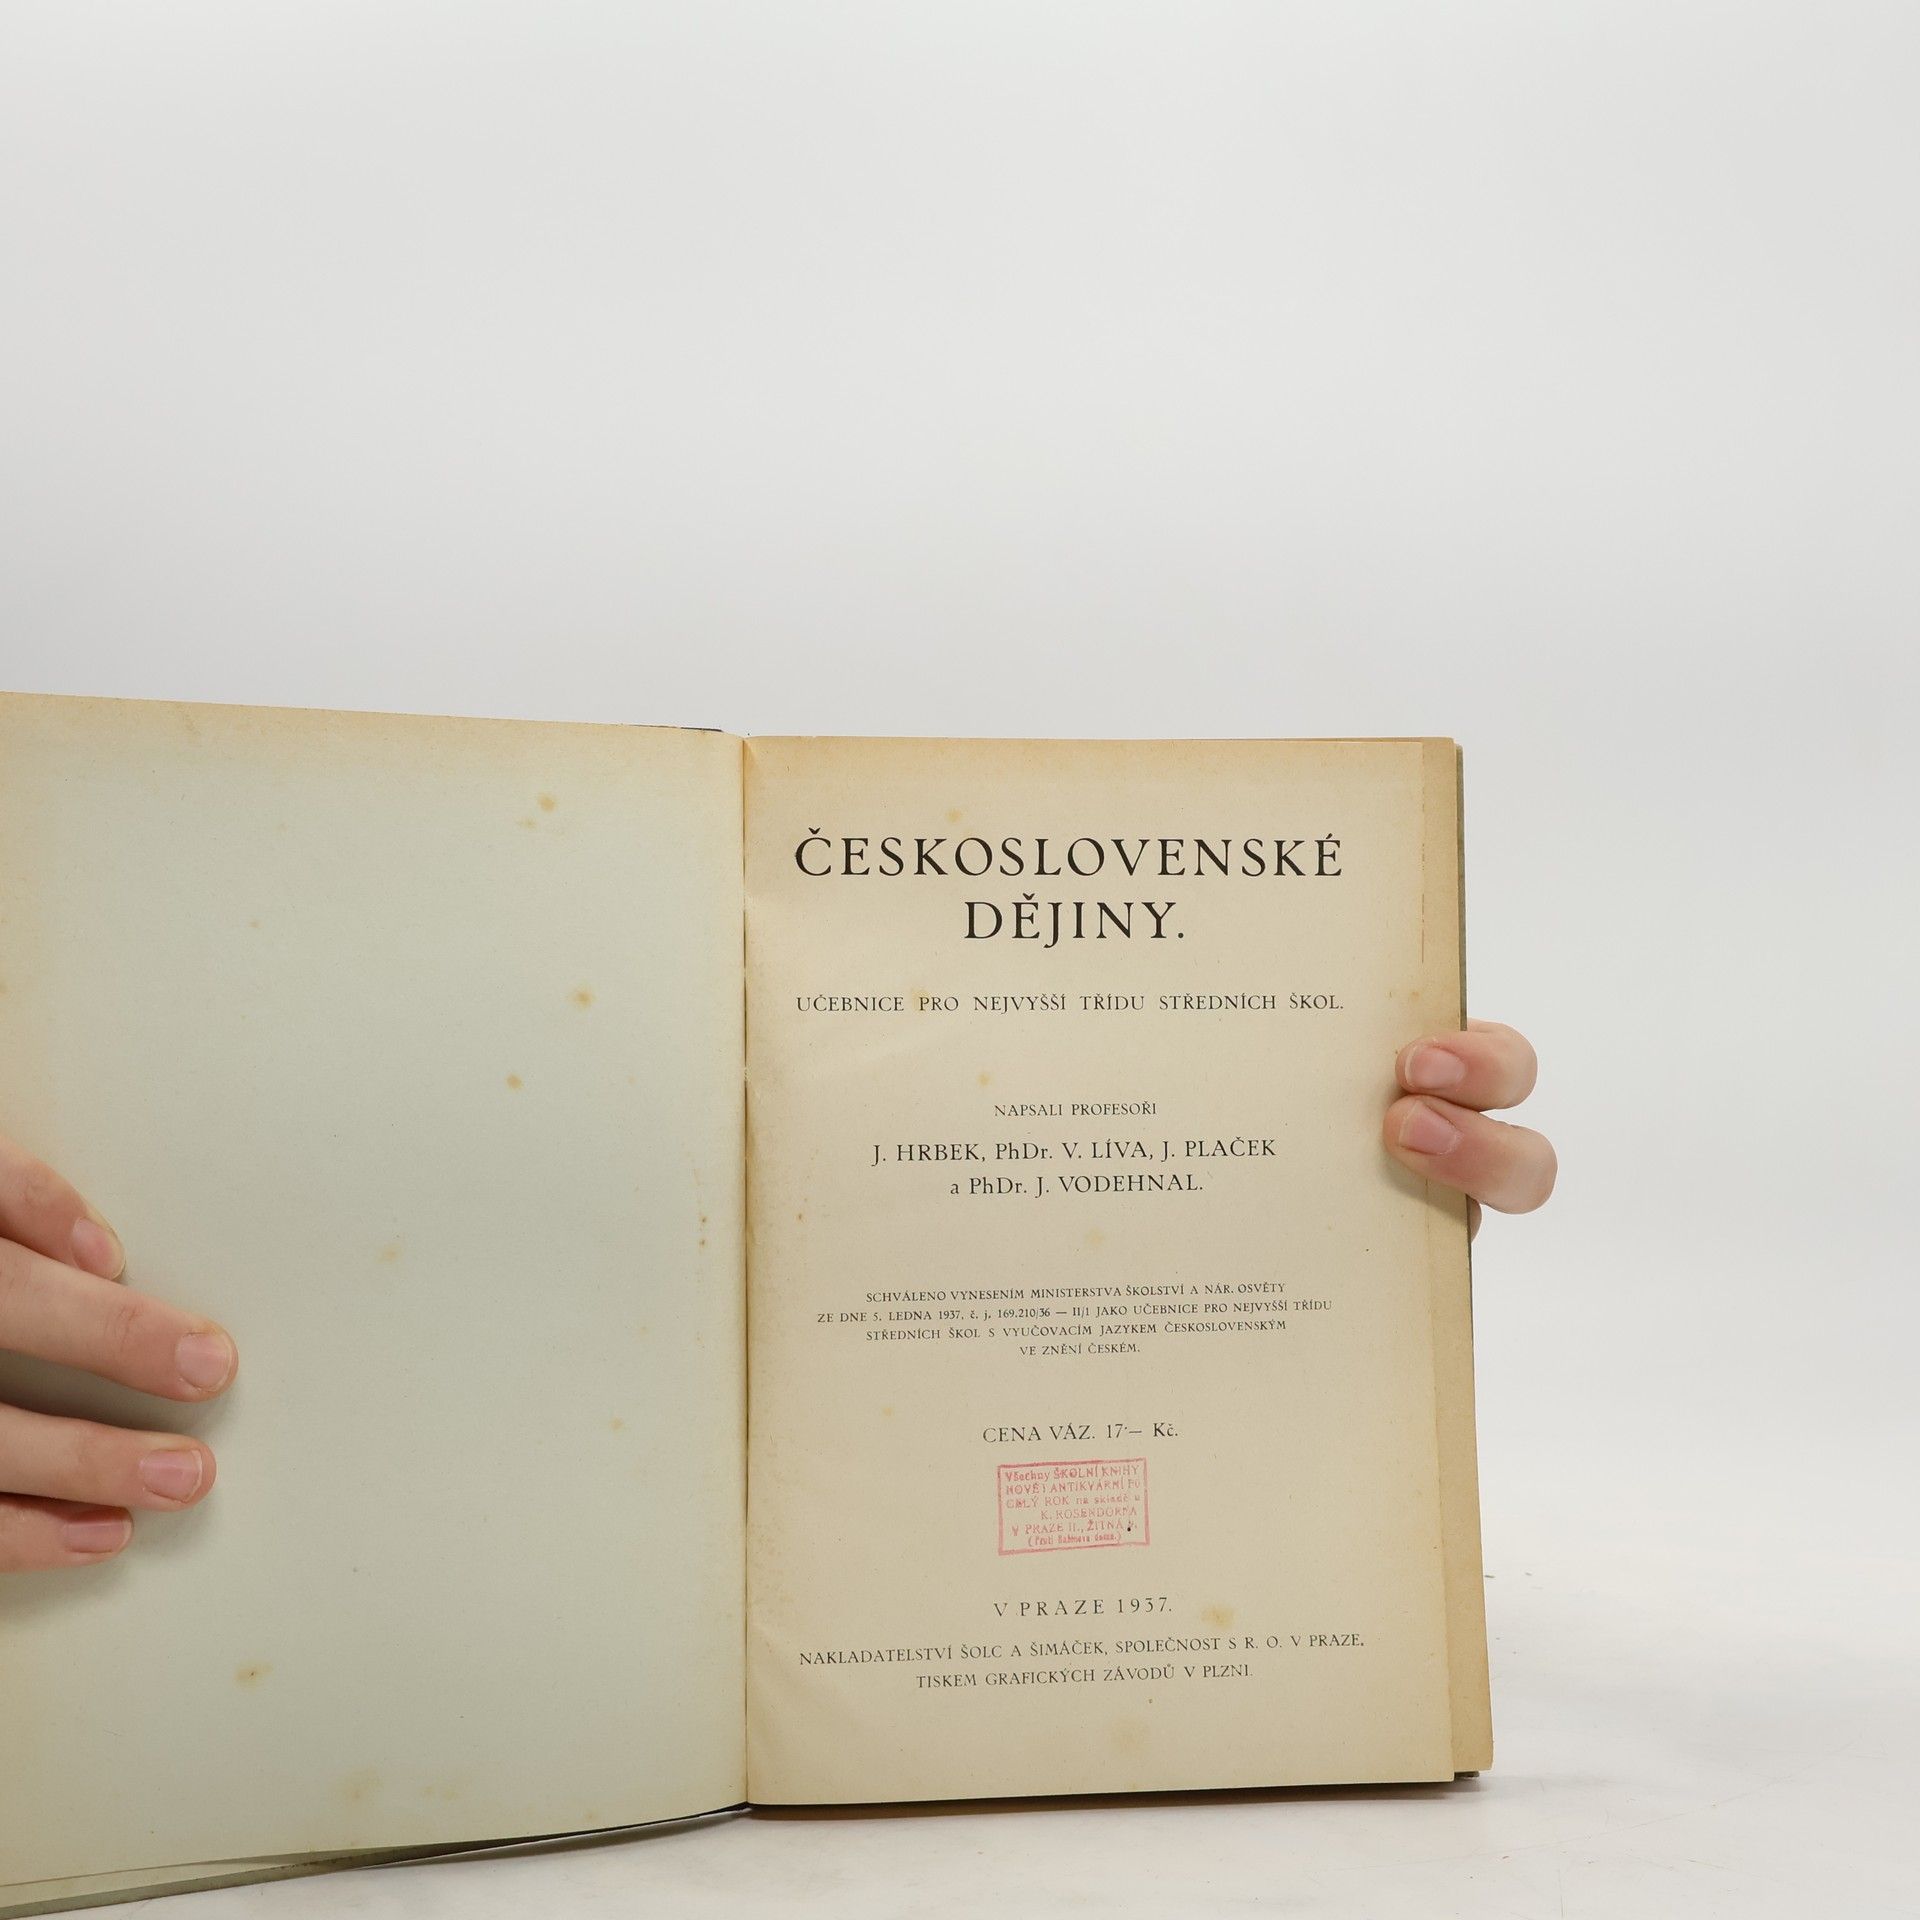 ČESKOSLOVENSKÉ
DĚJINY.
UČEBNICE PRO NEJVYŠŠÍ TŘÍDU STŘEDNÍCH ŠKOL.
NAPSALI PROFESOŘI
J. HRBEK, PhDr. V. LÍVA, J. PLAČEK
a PhDr. J. VODEHNAL.
SCHVÁLENO VYNESENÍM MINISTERSTVA ŠKOLSTVÍ A NÁR. OSVĚTY
ZE DNE 5. LEDNA 1937, č. j. 169.210/36 — II/1 JAKO UČEBNICE PRO NEJVYŠŠÍ TŘÍDU
STŘEDNÍCH ŠKOL S VYUČOVACÍM JAZYKEM ČESKOSLOVENSKÝM
VE ZNĚNÍ ČESKÉM.
CENA VÁZ. 17·— Kč.
Všechny ŠKOLNÍ KNIHY
NOVÉ I ANTIKVÁRNÍ PO
CELÝ ROK na skladě u
K. ROSENDORFA
V PRAZE II., ŽITNÁ
V PRAZE 1937.
NAKLADATELSTVÍ ŠOLC A ŠIMÁČEK, SPOLEČNOST S R. O. V PRAZE.
TISKEM GRAFICKÝCH ZÁVODŮ V PLZNI.